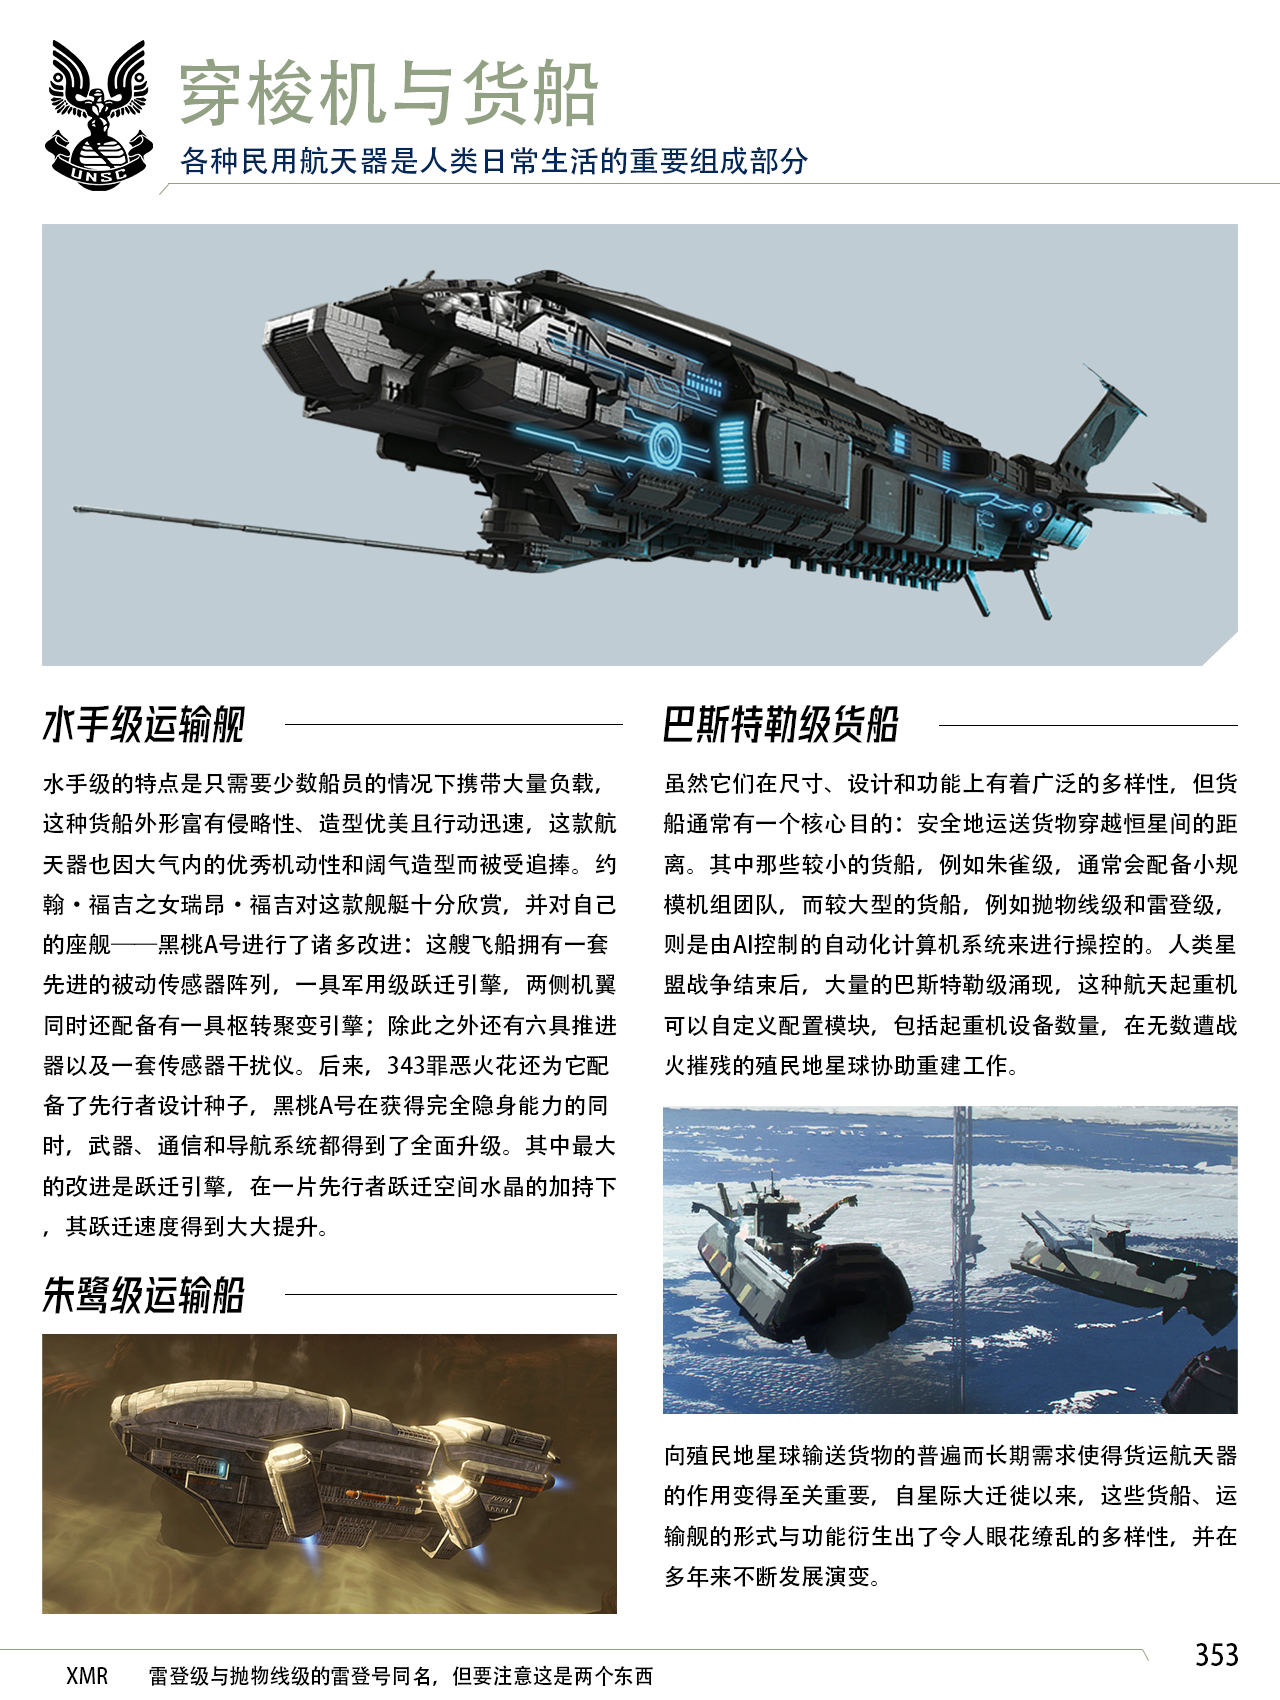 穿梭机与货船
UNSC
各种民用航天器是人类日常生活的重要组成部分
水手级运输舰
水手级的特点是只需要少数船员的情况下携带大量负载，
这种货船外形富有侵略性、造型优美且行动迅速，这款航
天器也因大气内的优秀机动性和阔气造型而被受追捧。约
翰·福吉之女瑞昂·福吉对这款舰艇十分欣赏，并对自己
的座舰——黑桃A号进行了诸多改进：这艘飞船拥有一套
先进的被动传感器阵列，一具军用级跃迁引擎，两侧机翼
同时还配备有一具枢转聚变引擎；除此之外还有六具推进
器以及一套传感器干扰仪。后来，343罪恶火花还为它配
备了先行者设计种子，黑桃A号在获得完全隐身能力的同
时，武器、通信和导航系统都得到了全面升级。其中最大
的改进是跃迁引擎，在一片先行者跃迁空间水晶的加持下
，其跃迁速度得到大大提升。
朱鹭级运输船
巴斯特勒级货船
虽然它们在尺寸、设计和功能上有着广泛的多样性，但货
船通常有一个核心目的：安全地运送货物穿越恒星间的距
离。其中那些较小的货船，例如朱雀级，通常会配备小规
模机组团队，而较大型的货船，例如抛物线级和雷登级，
则是由AI控制的自动化计算机系统来进行操控的。人类星
盟战争结束后，大量的巴斯特勒级涌现，这种航天起重机
可以自定义配置模块，包括起重机设备数量，在无数遭战
火摧残的殖民地星球协助重建工作。
向殖民地星球输送货物的普遍而长期需求使得货运航天器
的作用变得至关重要，自星际大迁徙以来，这些货船、运
输舰的形式与功能衍生出了令人眼花缭乱的多样性，并在
多年来不断发展演变。
353
XMR 雷登级与抛物线级的雷登号同名，但要注意这是两个东西